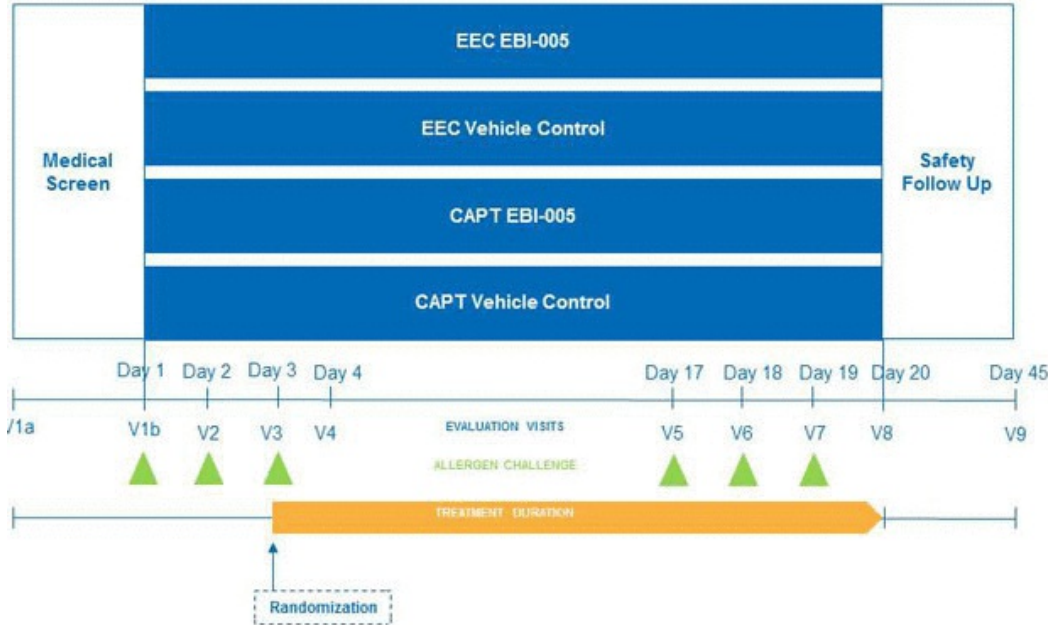 EEC EBI-005
EEC Vehicle Control
Medical
Screen
Safety
Follow Up
CAPT EBI-005
CAPT Vehicle Control
Day 1 Day 2 Day 3 Day 4 Day 17 Day 18 Day 19 Day 20 Day 45
V1a V1b V2 V3 V4 EVALUATION VISITS V5 V6 V7 V8 V9
ALLERGEN CHALLENGE
TREATMENT DURATION
Randomization